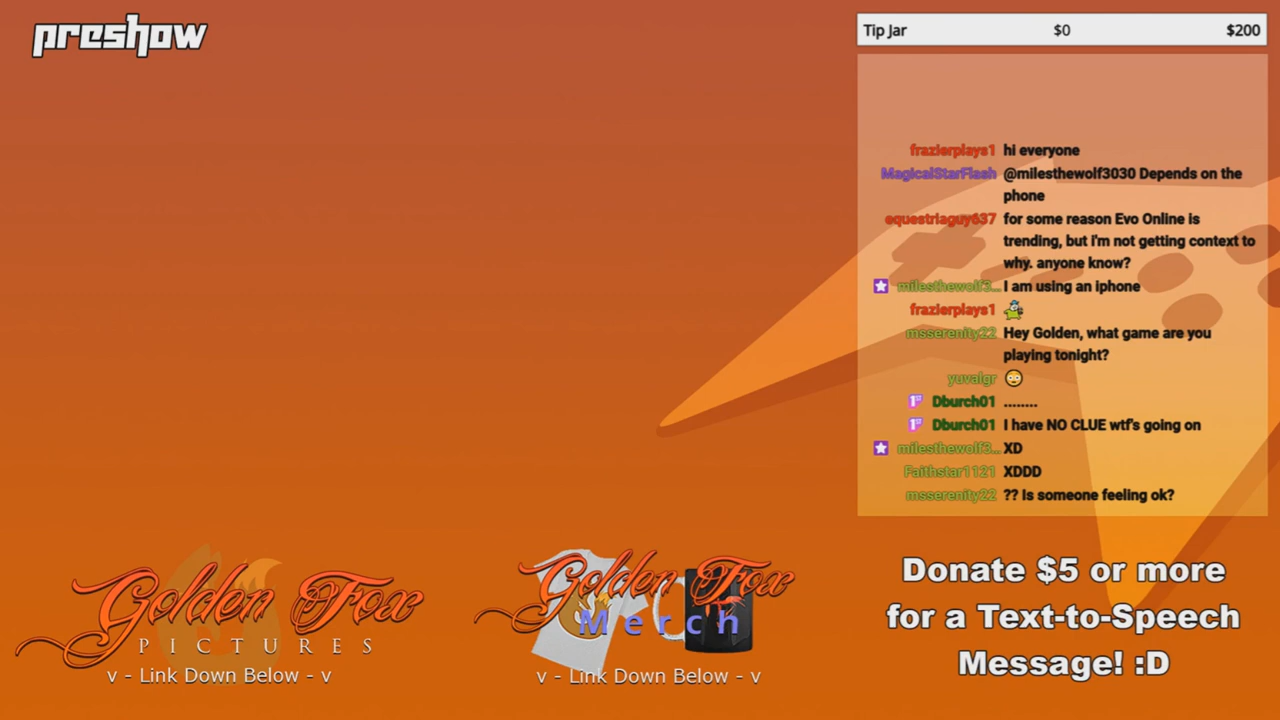 preshow
Tip Jar $0 $200
frazierplays1 hi everyone
MagicalStarFlash @milesthewolf3030 Depends on the
phone
equestriaguy637 for some reason Evo Online is
trending, but I'm not getting context to
why. anyone know?
milesthewolf3... I am using an iphone
frazierplays1
msserenity22 Hey Golden, what game are you
playing tonight?
yuvalgr
Dburch01 ........
Dburch01 I have NO CLUE wtf's going on
milesthewolf3... XD
Faithstar1121 XDDD
msserenity22 ?? Is someone feeling ok?
Golden Fox
PICTURES
v - Link Down Below - v
Golden Fox
Merch
v - Link Down Below - v
Donate $5 or more
for a Text-to-Speech
Message! :D